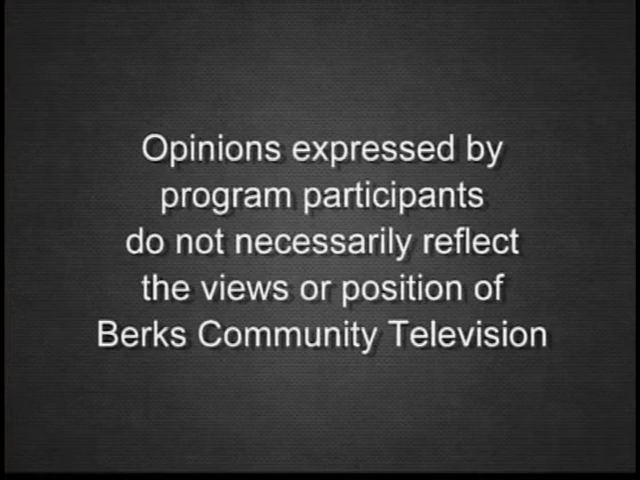 Opinions expressed by
program participants
do not necessarily reflect
the views or position of
Berks Community Television